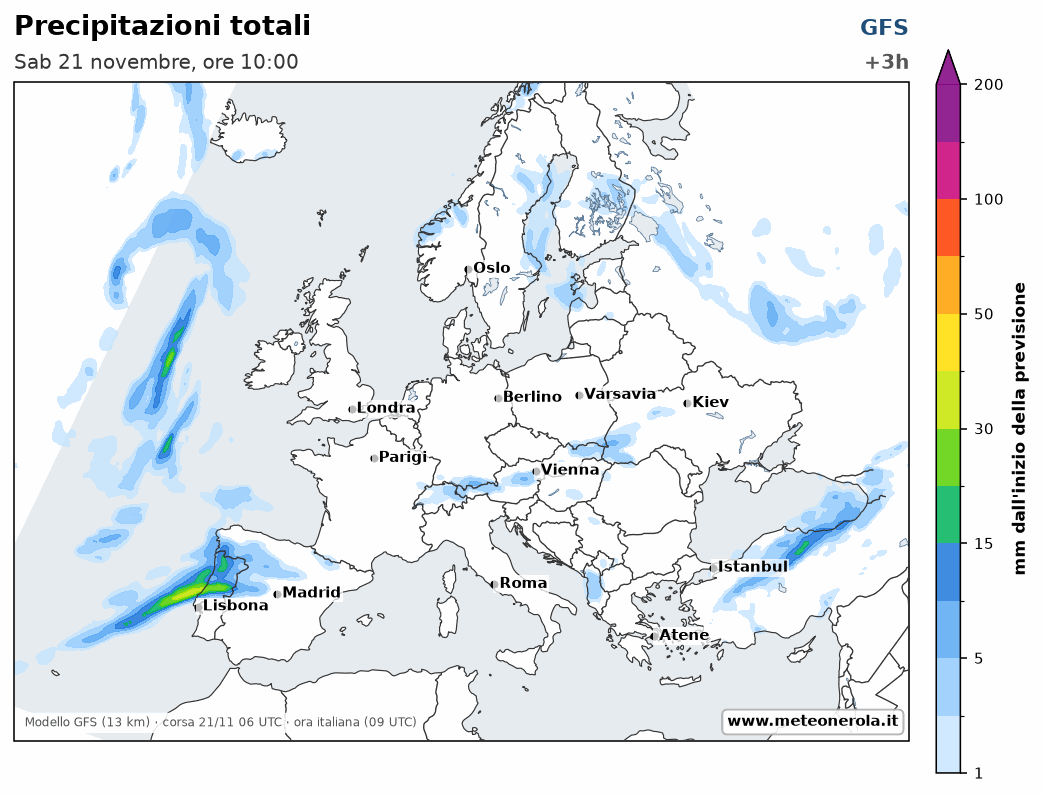 Precipitazioni totali
GFS
Sab 21 novembre, ore 10:00
+3h
200
100
50
30
15
5
1
mm dall'inizio della previsione
Oslo
Londra
Berlino
Varsavia
Kiev
Parigi
Vienna
Istanbul
Roma
Madrid
Lisbona
Atene
Modello GFS (13 km) · corsa 21/11 06 UTC · ora italiana (09 UTC)
www.meteonerola.it